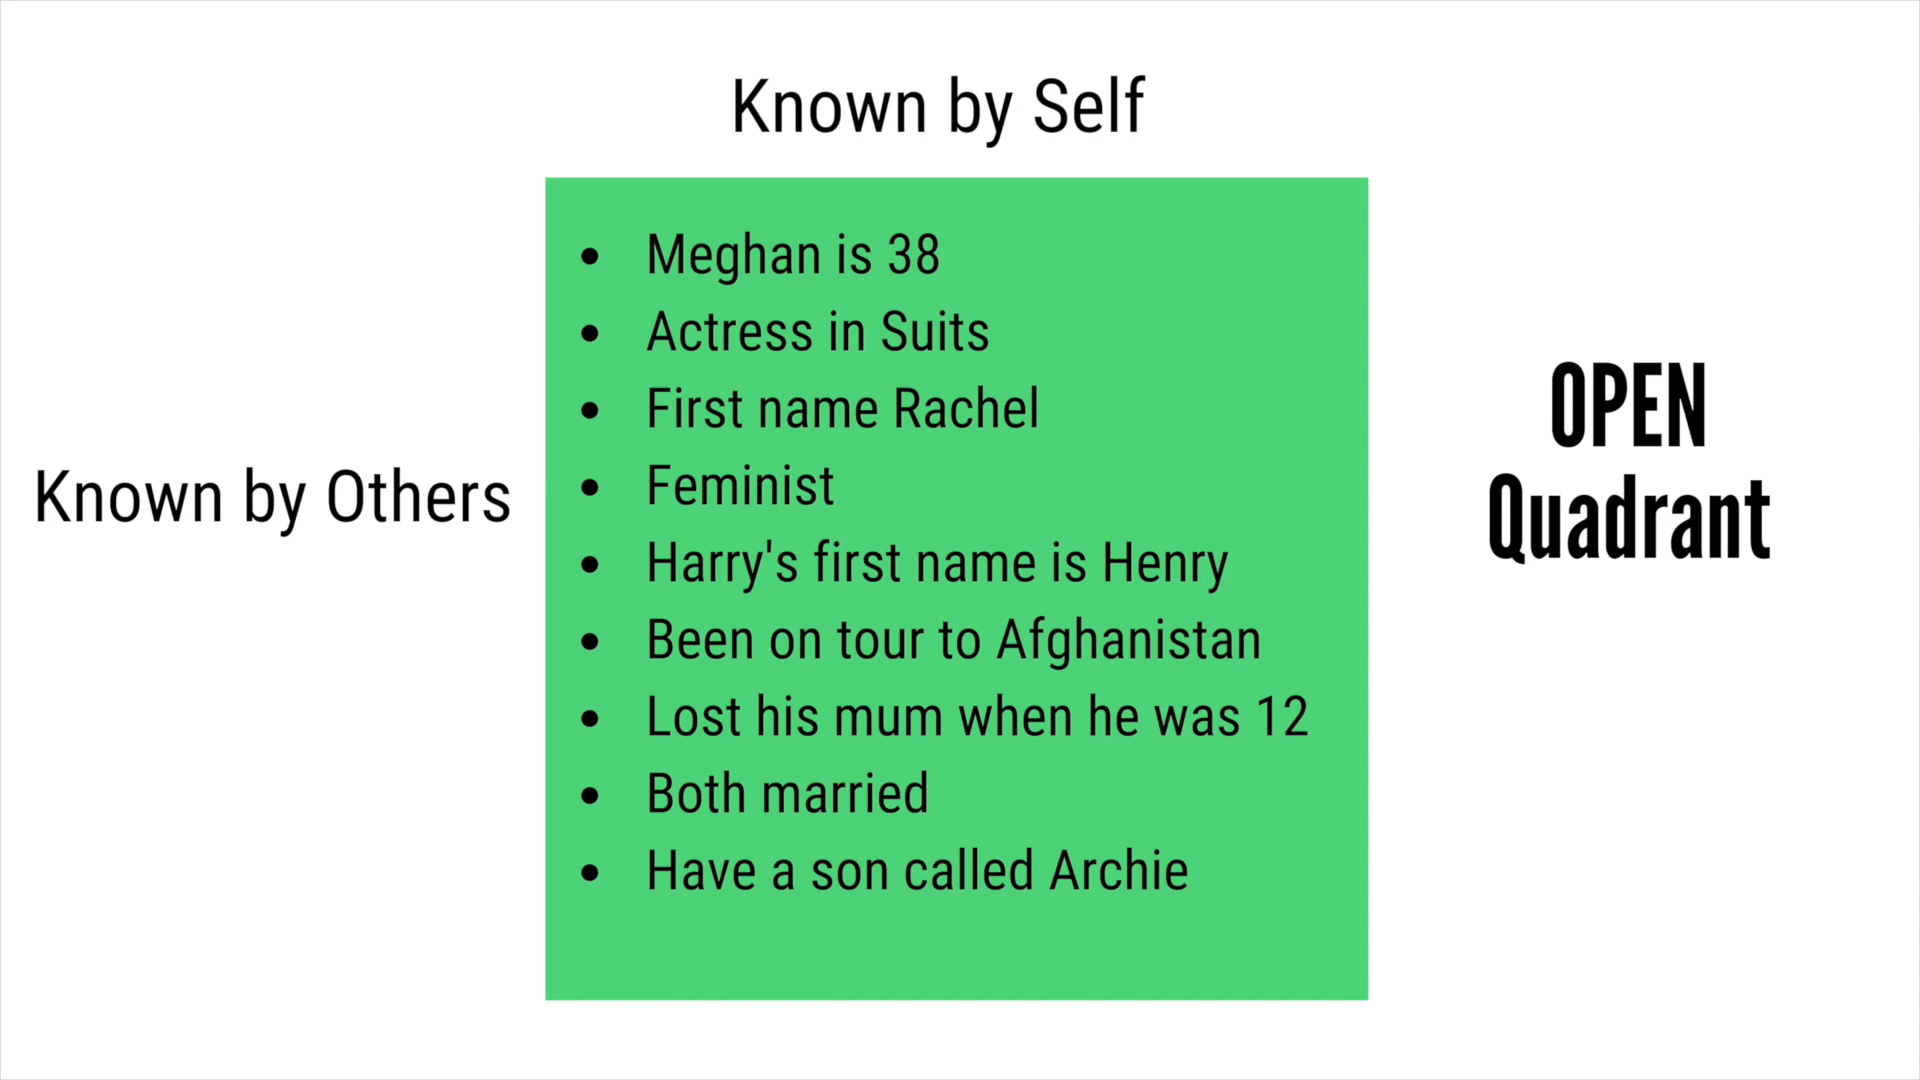 Known by Self
Known by Others
• Meghan is 38
• Actress in Suits
• First name Rachel
• Feminist
• Harry's first name is Henry
• Been on tour to Afghanistan
• Lost his mum when he was 12
• Both married
• Have a son called Archie
OPEN
Quadrant